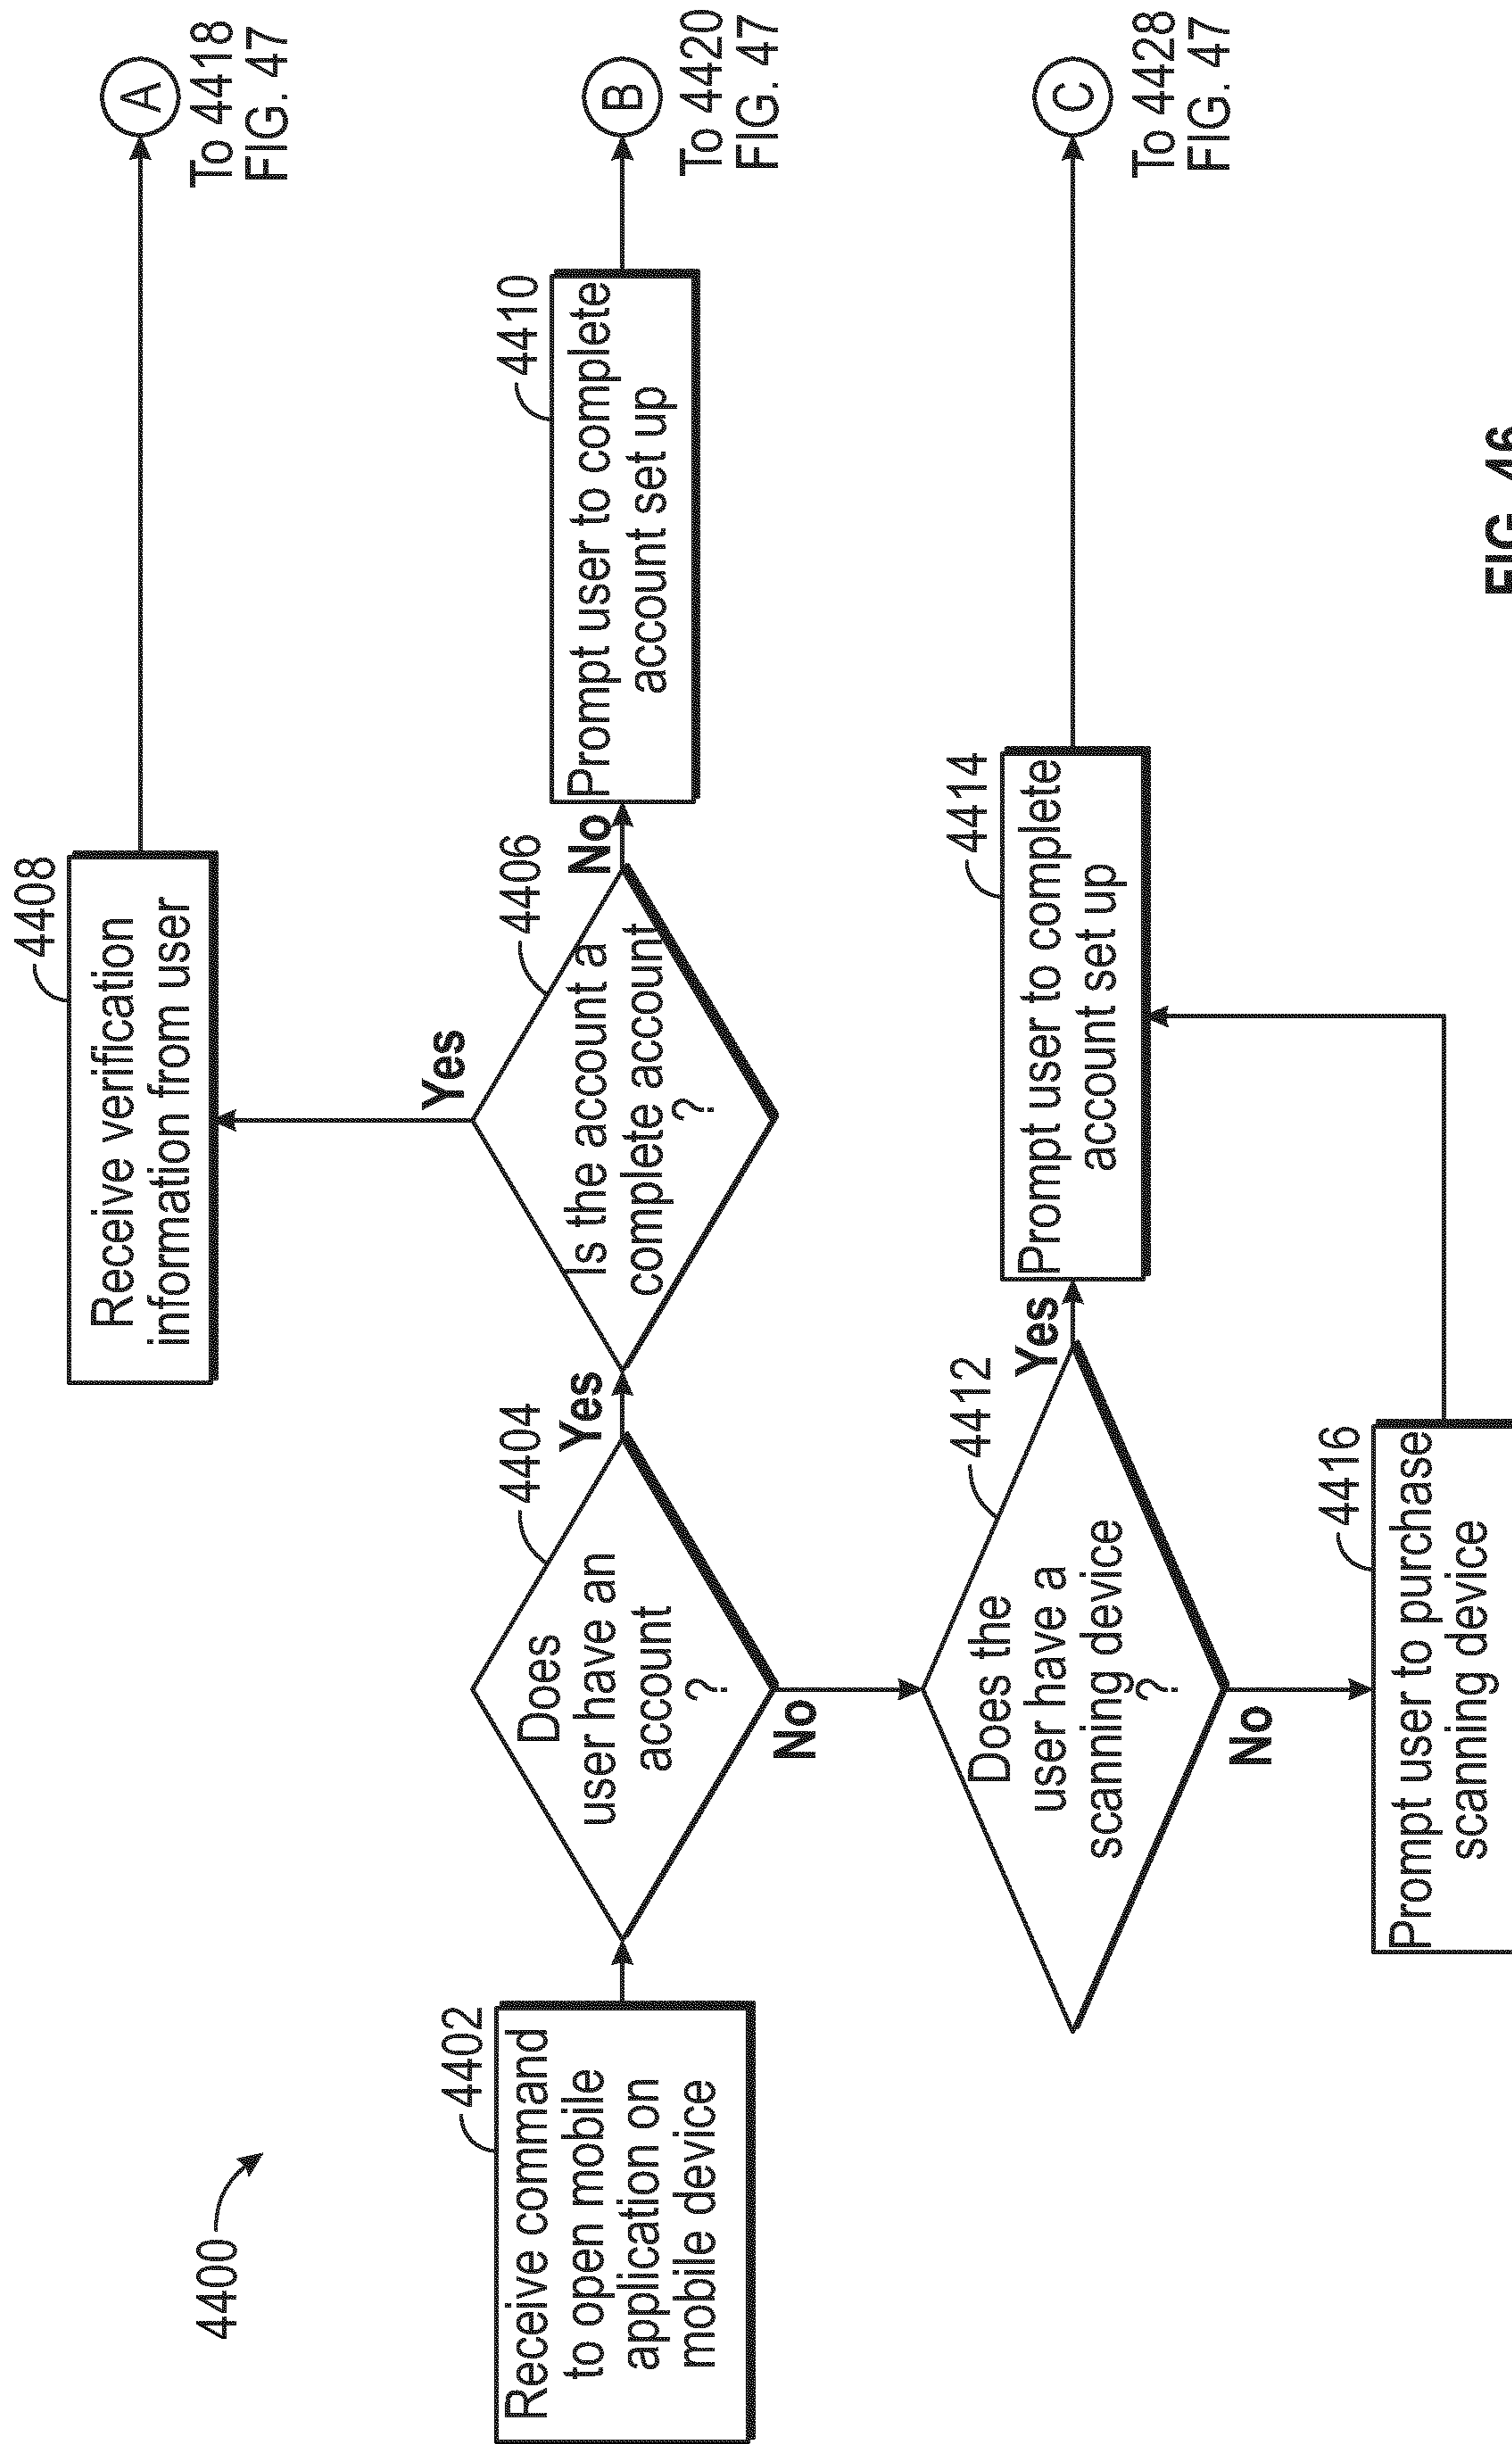 4400
4402
Receive command
to open mobile
application on
mobile device
4404
Does
user have an
account
?
Yes
No
4406
Is the account a
complete account
?
Yes
No
4408
Receive verification
information from user
A
To 4418
FIG. 47
4410
Prompt user to complete
account set up
B
To 4420
FIG. 47
4412
Does the
user have a
scanning device
?
Yes
No
4414
Prompt user to complete
account set up
C
To 4428
FIG. 47
4416
Prompt user to purchase
scanning device
FIG. 46